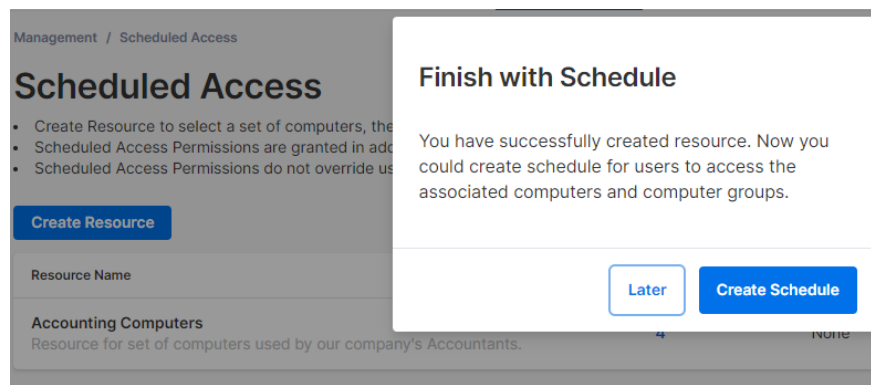 Management / Scheduled Access
Scheduled Access
• Create Resource to select a set of computers, the
• Scheduled Access Permissions are granted in add
• Scheduled Access Permissions do not override us
Create Resource
Resource Name
Accounting Computers
Resource for set of computers used by our company's Accountants.
4
None
Finish with Schedule
You have successfully created resource. Now you
could create schedule for users to access the
associated computers and computer groups.
Later
Create Schedule